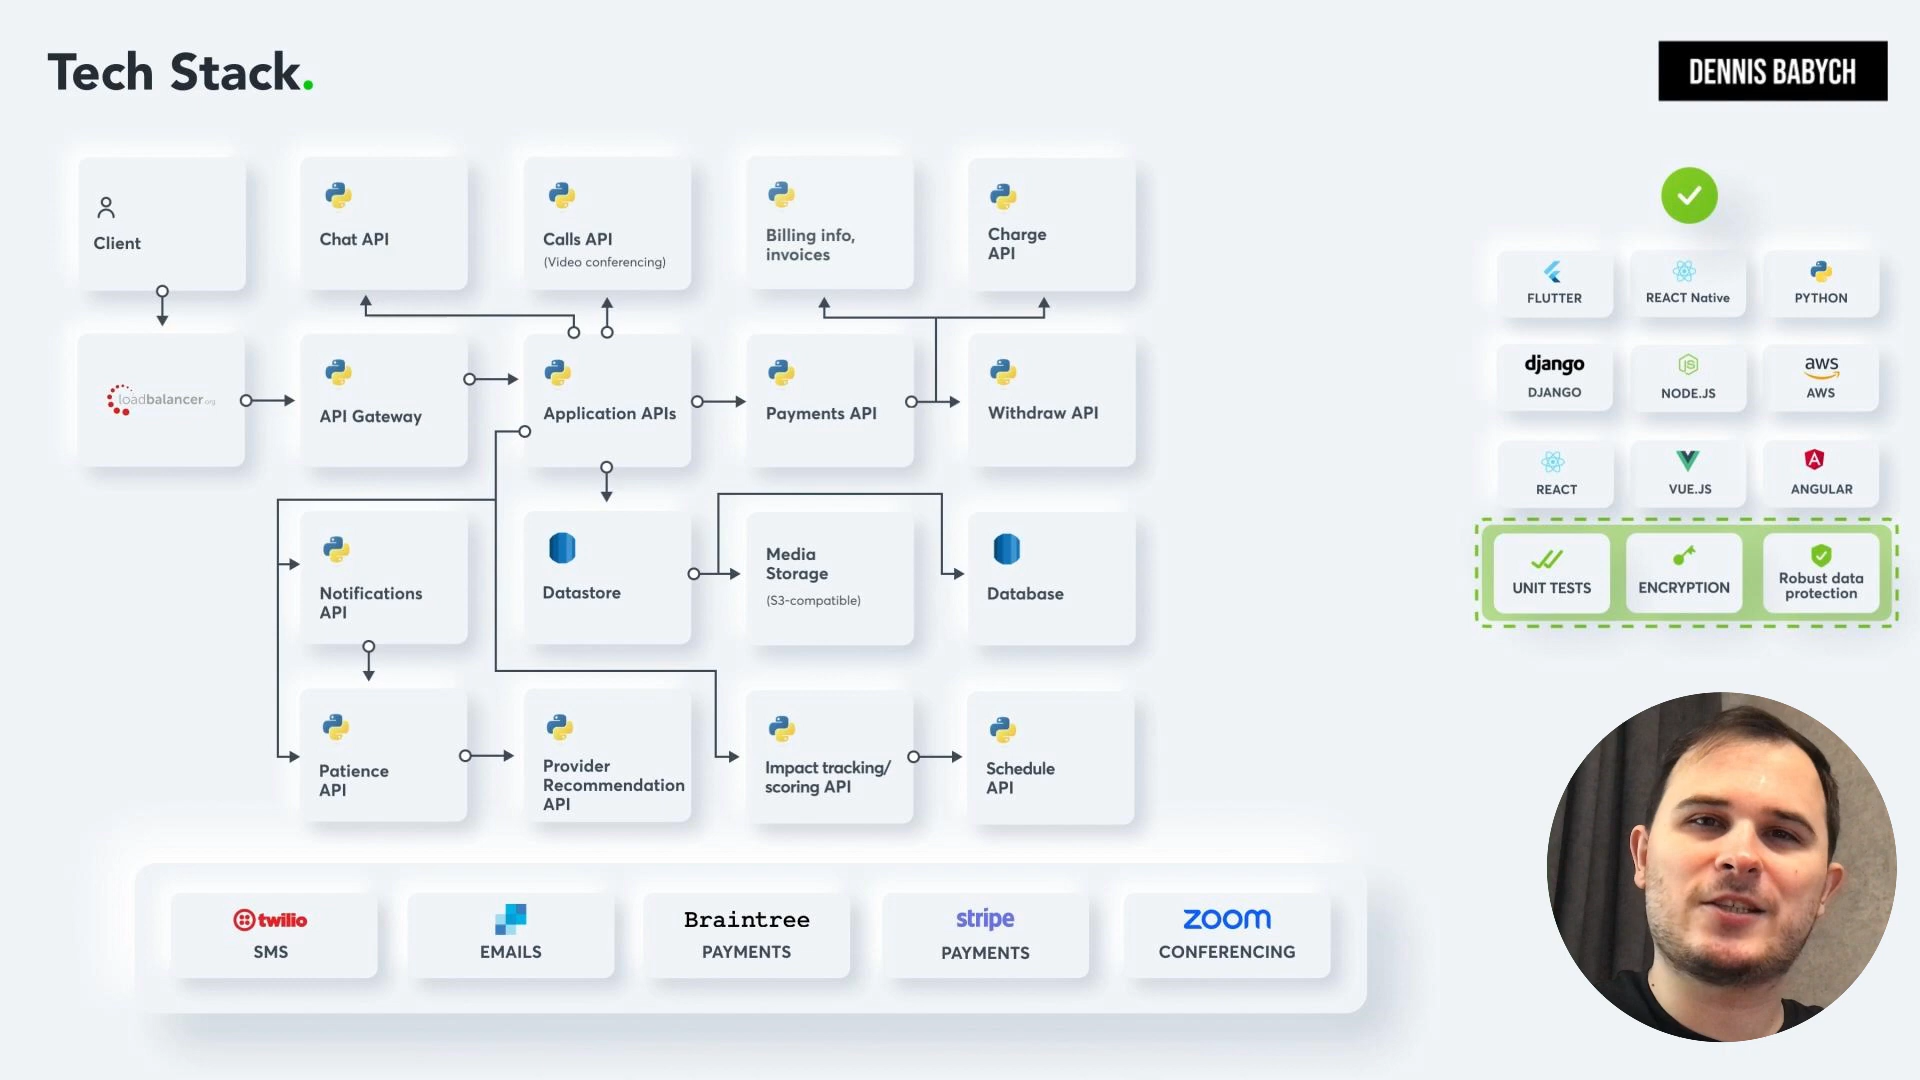 Tech Stack.
DENNIS BABYCH
Client
Chat API
Calls API
(Video conferencing)
Billing info,
invoices
Charge
API
loadbalancer.org
API Gateway
Application APIs
Payments API
Withdraw API
Notifications
API
Datastore
Media
Storage
(S3-compatible)
Database
Patience
API
Provider
Recommendation
API
Impact tracking/
scoring API
Schedule
API
twilio
SMS
EMAILS
Braintree
PAYMENTS
stripe
PAYMENTS
zoom
CONFERENCING
FLUTTER
REACT Native
PYTHON
django
DJANGO
JS
NODE.JS
aws
AWS
REACT
VUE.JS
A
ANGULAR
UNIT TESTS
ENCRYPTION
Robust data
protection